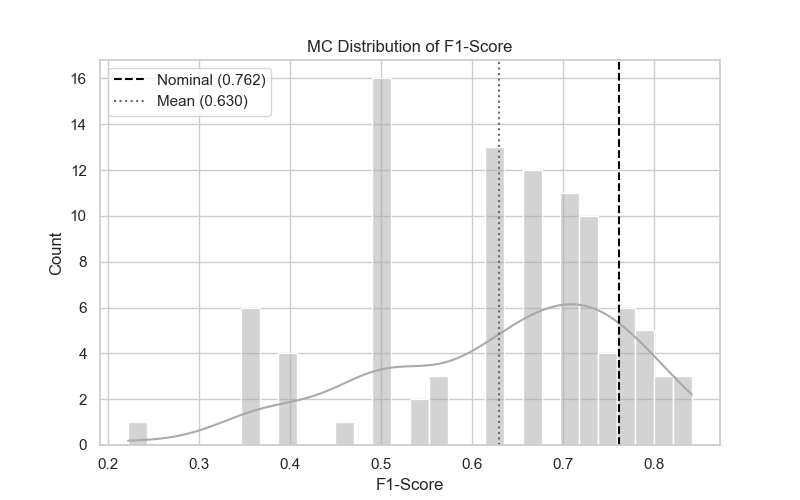 MC Distribution of F1-Score
Nominal (0.762)
Mean (0.630)
16
14
12
10
8
6
4
2
0
Count
0.2 0.3 0.4 0.5 0.6 0.7 0.8
F1-Score